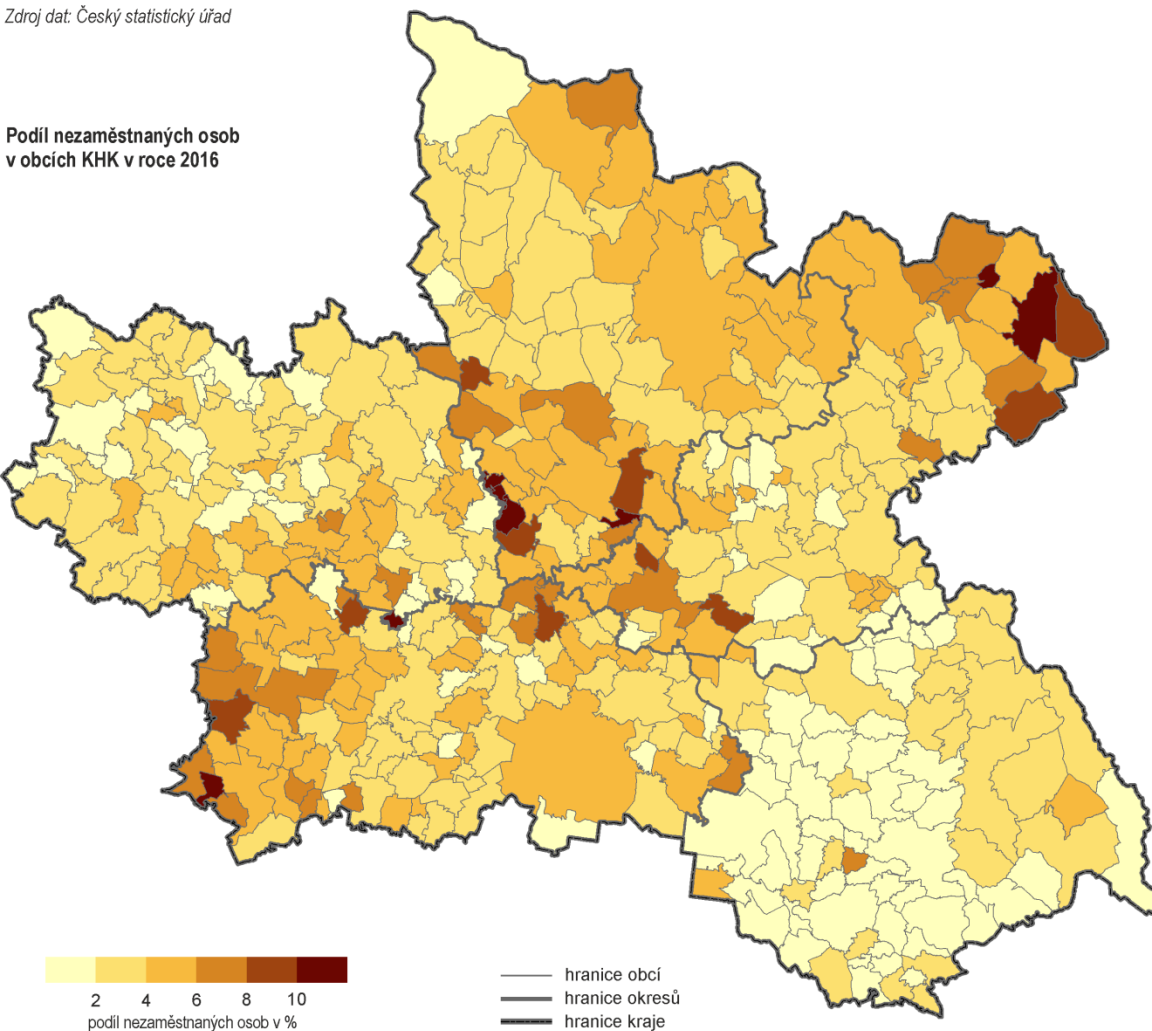 Zdroj dat: Český statistický úřad
Podíl nezaměstnaných osob
v obcích KHK v roce 2016
2 4 6 8 10
podíl nezaměstnaných osob v %
hranice obcí
hranice okresů
hranice kraje